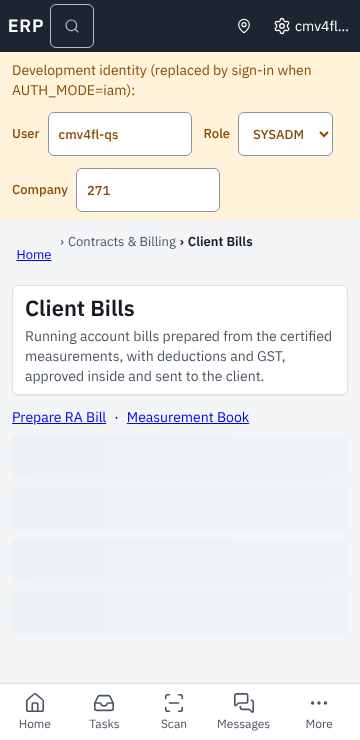 ERP
cmv4fl...
Development identity (replaced by sign-in when
AUTH_MODE=iam):
User cmv4fl-qs Role SYSADM
Company 271
Home › Contracts & Billing › Client Bills
Client Bills
Running account bills prepared from the certified
measurements, with deductions and GST,
approved inside and sent to the client.
Prepare RA Bill · Measurement Book
Home Tasks Scan Messages More